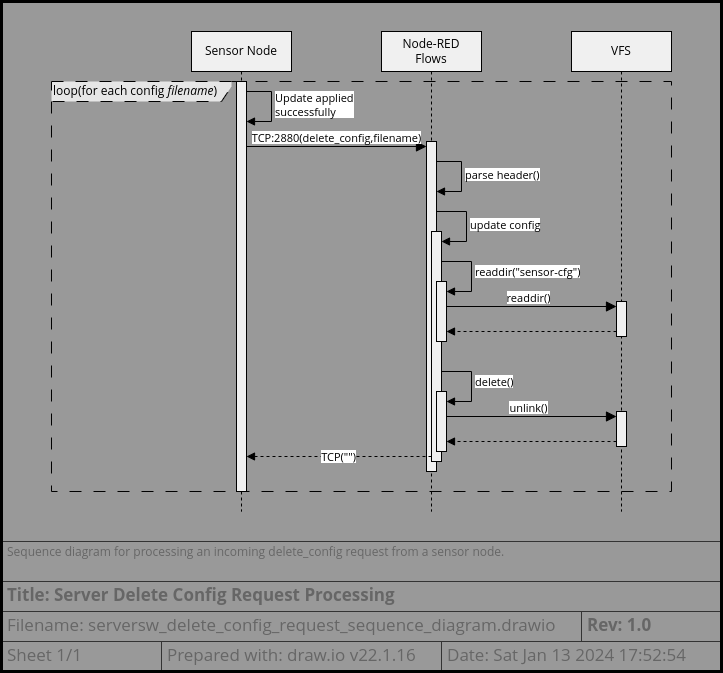 Sensor Node
Node-RED
Flows
VFS
loop(for each config filename)
Update applied
successfully
TCP:2880(delete_config,filename)
parse header()
update config
readdir("sensor-cfg")
readdir()
delete()
unlink()
TCP("")
Sequence diagram for processing an incoming delete_config request from a sensor node.
Title: Server Delete Config Request Processing
Filename: serversw_delete_config_request_sequence_diagram.drawio
Rev: 1.0
Sheet 1/1
Prepared with: draw.io v22.1.16
Date: Sat Jan 13 2024 17:52:54